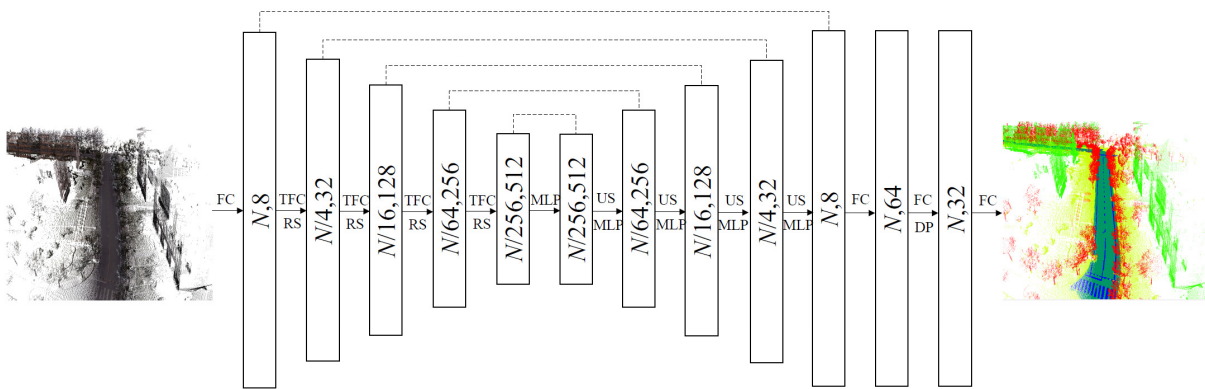 FC
N,8
TFC
RS
N/4,32
TFC
RS
N/16,128
TFC
RS
N/64,256
TFC
RS
N/256,512
MLP
N/256,512
US
MLP
N/64,256
US
MLP
N/16,128
US
MLP
N/4,32
US
MLP
N,8
FC
N,64
FC
DP
N,32
FC